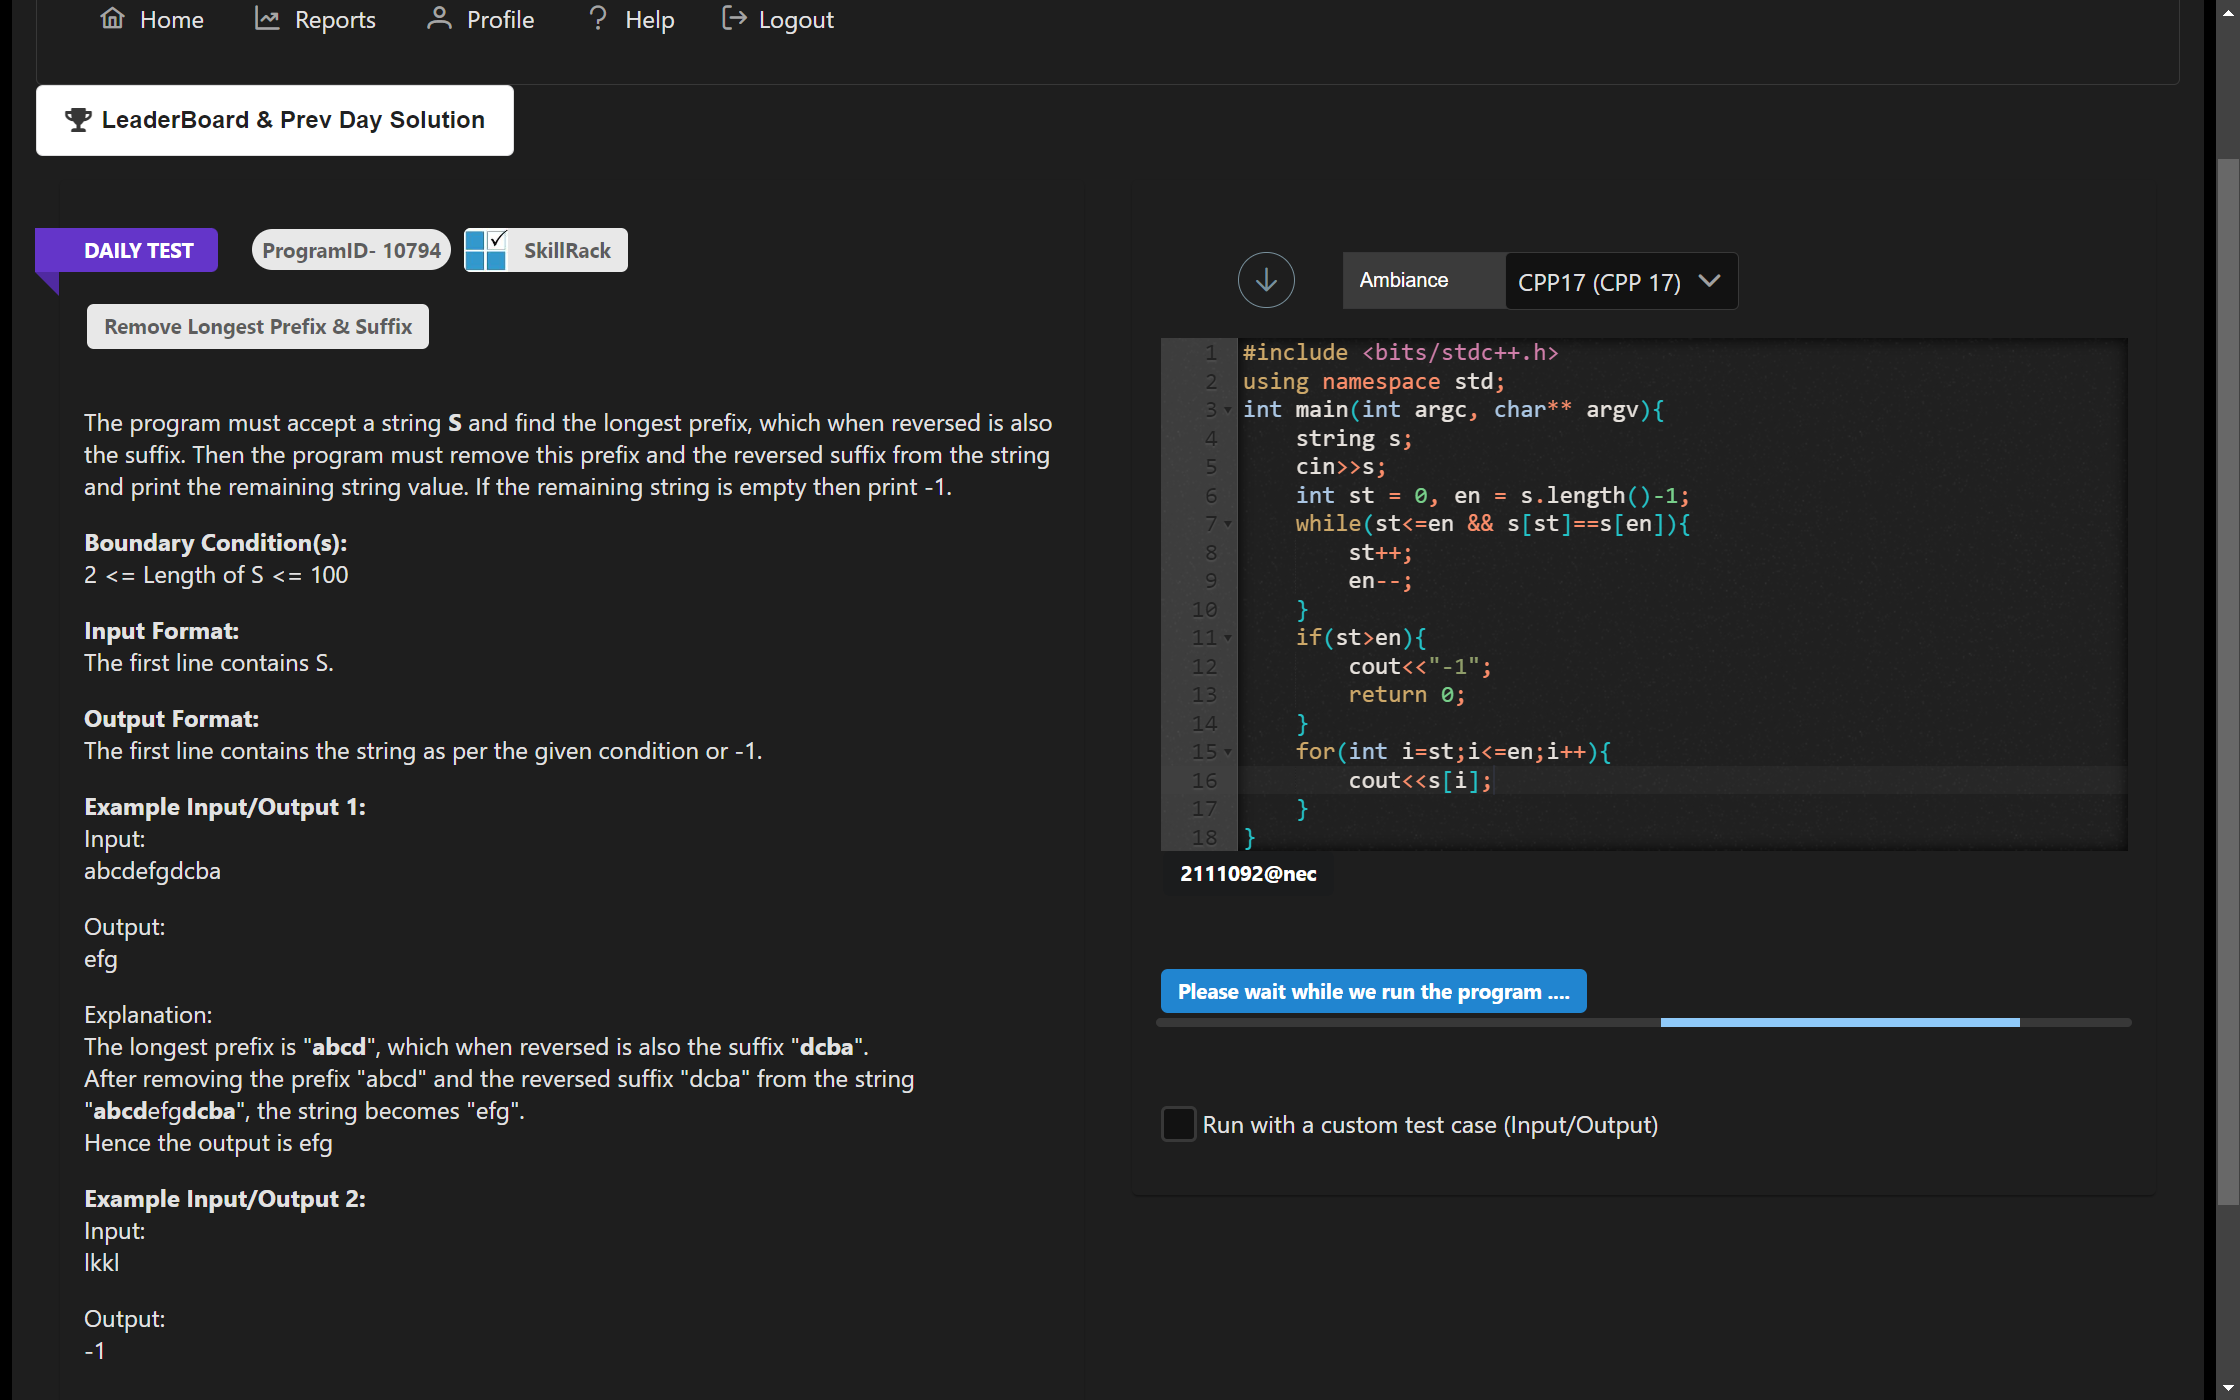 Home Reports Profile Help Logout
LeaderBoard & Prev Day Solution
DAILY TEST ProgramID- 10794 SkillRack
Remove Longest Prefix & Suffix
The program must accept a string S and find the longest prefix, which when reversed is also
the suffix. Then the program must remove this prefix and the reversed suffix from the string
and print the remaining string value. If the remaining string is empty then print -1.
Boundary Condition(s):
2 <= Length of S <= 100
Input Format:
The first line contains S.
Output Format:
The first line contains the string as per the given condition or -1.
Example Input/Output 1:
Input:
abcdefgdcba
Output:
efg
Explanation:
The longest prefix is "abcd", which when reversed is also the suffix "dcba".
After removing the prefix "abcd" and the reversed suffix "dcba" from the string
"abcdefgdcba", the string becomes "efg".
Hence the output is efg
Example Input/Output 2:
Input:
lkkl
Output:
-1
Ambiance CPP17 (CPP 17)
1 #include <bits/stdc++.h>
2 using namespace std;
3 int main(int argc, char** argv){
4 string s;
5 cin>>s;
6 int st = 0, en = s.length()-1;
7 while(st<=en && s[st]==s[en]){
8 st++;
9 en--;
10 }
11 if(st>en){
12 cout<<"-1";
13 return 0;
14 }
15 for(int i=st;i<=en;i++){
16 cout<<s[i];
17 }
18 }
2111092@nec
Please wait while we run the program ....
Run with a custom test case (Input/Output)